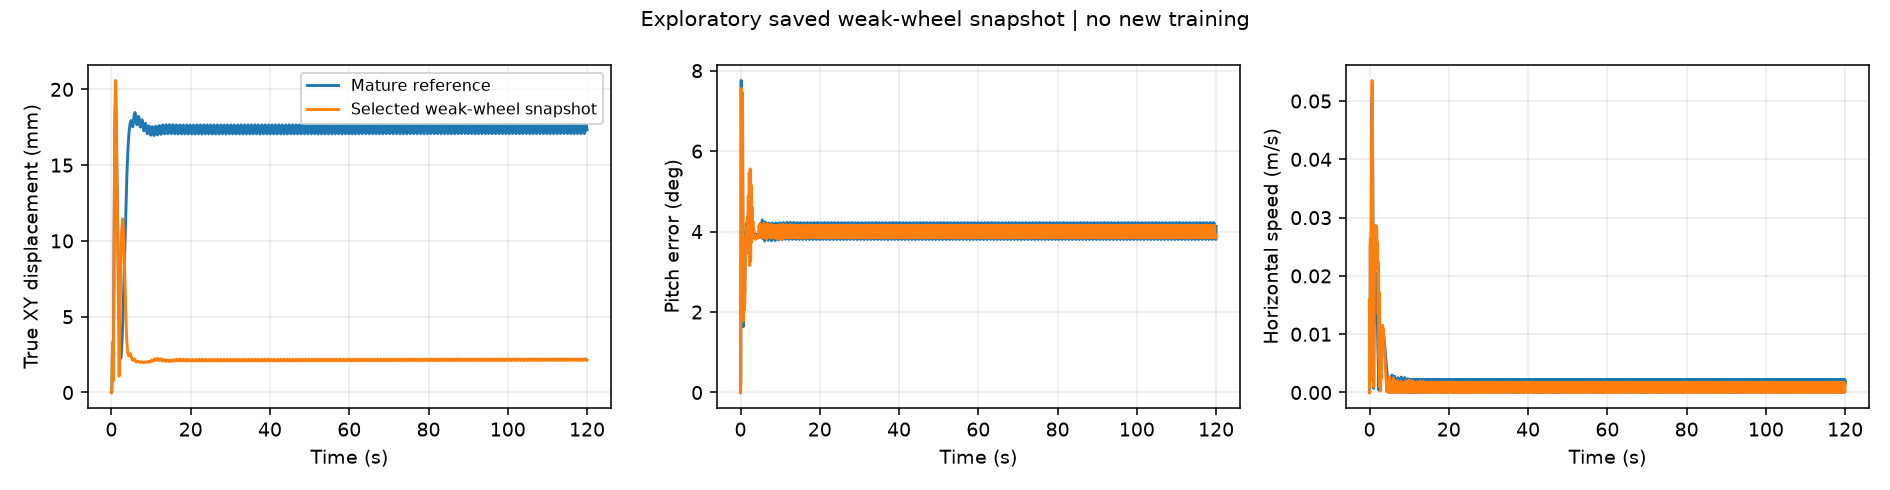 Exploratory saved weak-wheel snapshot | no new training
True XY displacement (mm)
20
15
10
5
0
Mature reference
Selected weak-wheel snapshot
0 20 40 60 80 100 120
Time (s)
Pitch error (deg)
8
6
4
2
0
0 20 40 60 80 100 120
Time (s)
Horizontal speed (m/s)
0.05
0.04
0.03
0.02
0.01
0.00
0 20 40 60 80 100 120
Time (s)